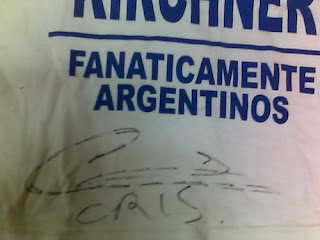 KIRCHNER
FANATICAMENTE
ARGENTINOS
CRIS.